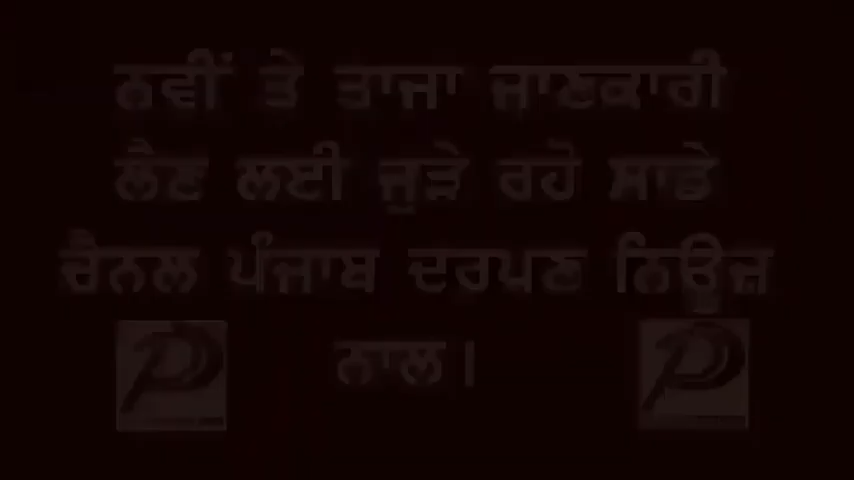 ਨਵੀਂ ਤੇ ਤਾਜਾ ਜਾਣਕਾਰੀ
ਲੈਣ ਲਈ ਜੁੜੇ ਰਹੋ ਸਾਡੇ
ਚੈਨਲ ਪੰਜਾਬ ਦਰਪਣ ਨਿਊਜ਼
ਨਾਲ।